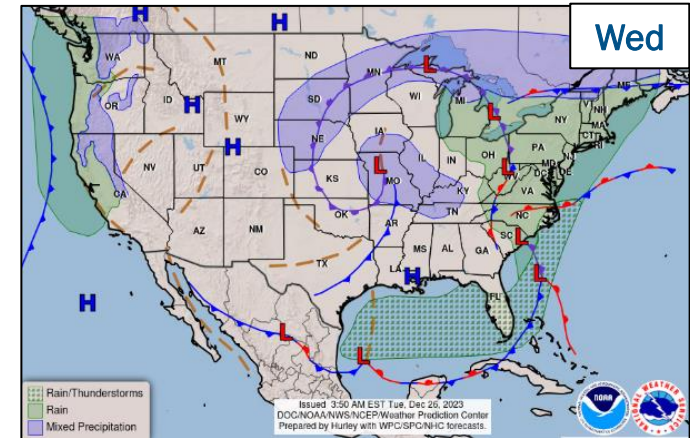 Wed
H
H
L
WA
MT
ND
MN
ME
OR
ID
H
SD
WI
MI
L
NY
VT
NH
WY
MA
CT
RI
H
NE
IA
PA
NJ
NV
UT
CO
L
IL
IN
OH
L
WV
MD
DE
DC
CA
KS
MO
KY
VA
OK
TN
NC
AZ
NM
AR
SC
L
MS
AL
GA
TX
LA
H
L
H
FL
L
L
Rain/Thunderstorms
Rain
Mixed Precipitation
Issued 3:50 AM EST Tue, Dec 26, 2023
DOC/NOAA/NWS/NCEP/Weather Prediction Center
Prepared by Hurley with WPC/SPC/NHC forecasts.
NOAA
NATIONAL WEATHER SERVICE